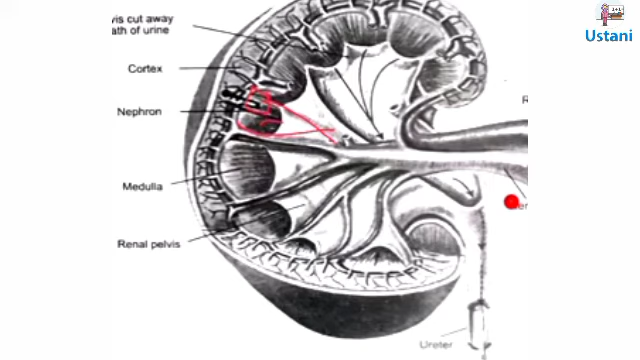 vis cut away
ath of urine
Cortex
Nephron
Medulla
Renal pelvis
Ureter
Ustani